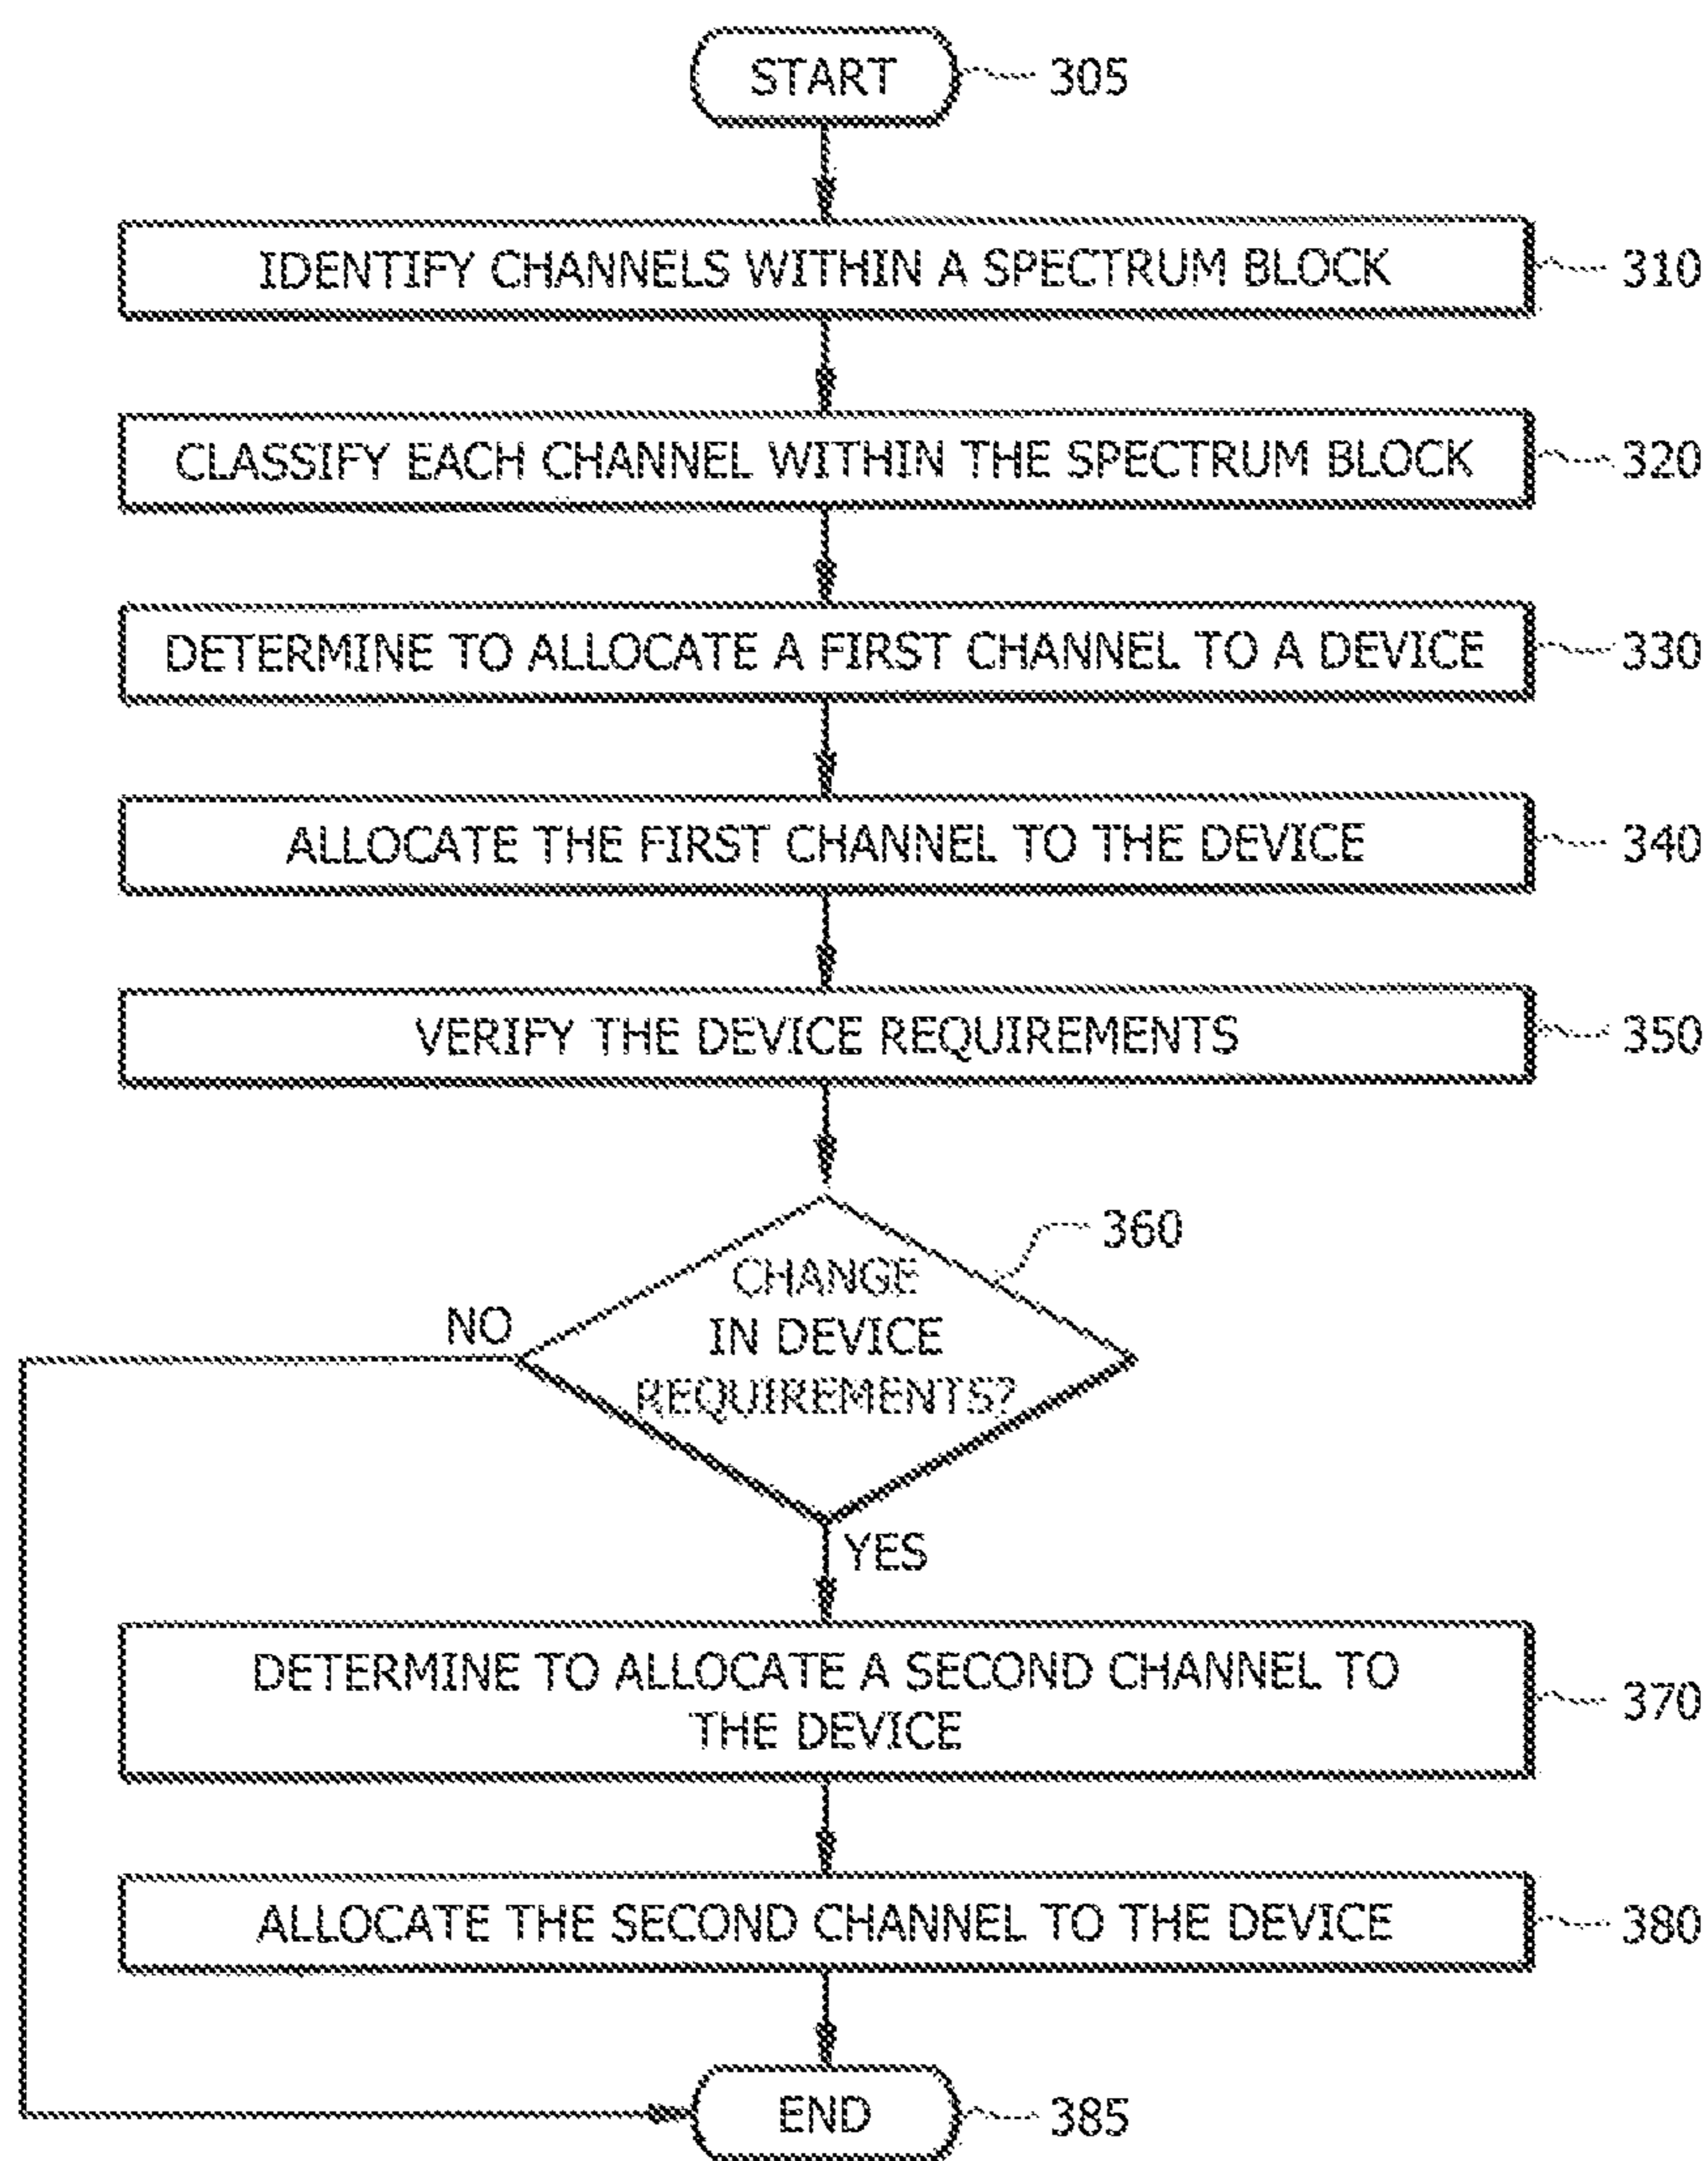 START
305
IDENTIFY CHANNELS WITHIN A SPECTRUM BLOCK
310
CLASSIFY EACH CHANNEL WITHIN THE SPECTRUM BLOCK
320
DETERMINE TO ALLOCATE A FIRST CHANNEL TO A DEVICE
330
ALLOCATE THE FIRST CHANNEL TO THE DEVICE
340
VERIFY THE DEVICE REQUIREMENTS
350
360
CHANGE
IN DEVICE
REQUIREMENTS?
NO
YES
DETERMINE TO ALLOCATE A SECOND CHANNEL TO
THE DEVICE
370
ALLOCATE THE SECOND CHANNEL TO THE DEVICE
380
END
385